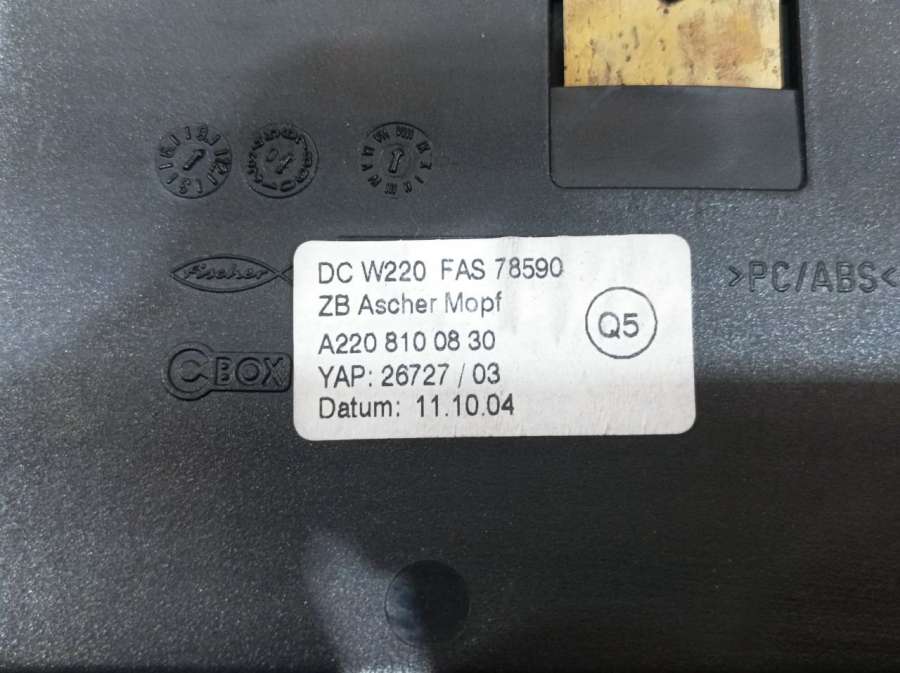 fischer
C BOX
DC W220 FAS 78590
ZB Ascher Mopf
A220 810 08 30
YAP: 26727 / 03
Datum: 11.10.04
Q5
>PC/ABS<